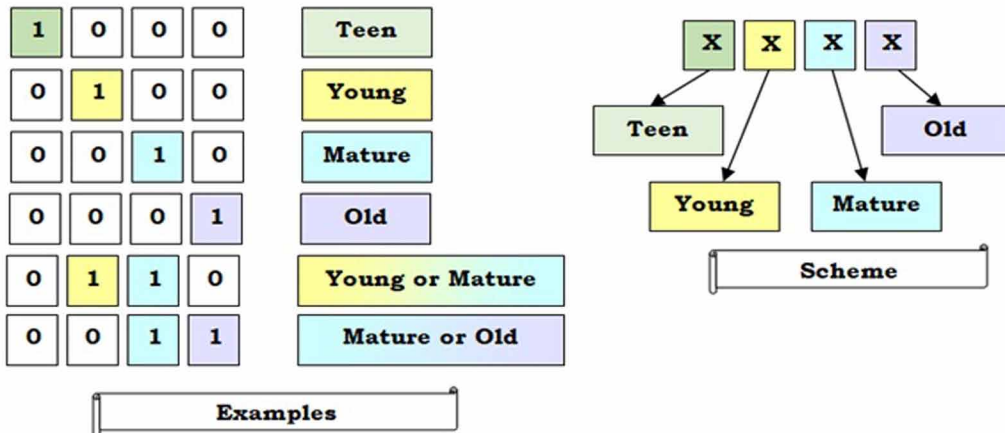 1 0 0 0 Teen
0 1 0 0 Young
0 0 1 0 Mature
0 0 0 1 Old
0 1 1 0 Young or Mature
0 0 1 1 Mature or Old
Examples
X X X X
Teen Old
Young Mature
Scheme